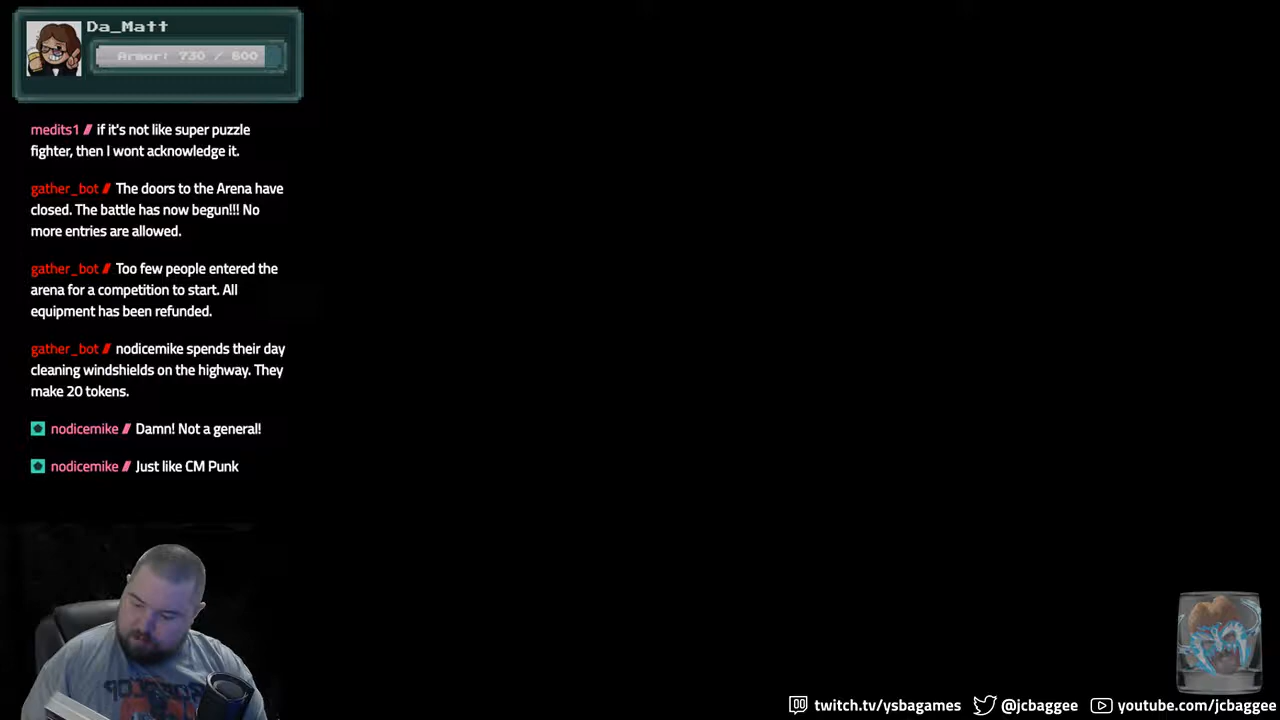 Da_Matt
Armor: 730 / 800
medits1 // if it's not like super puzzle
fighter, then I wont acknowledge it.
gather_bot // The doors to the Arena have
closed. The battle has now begun!!! No
more entries are allowed.
gather_bot // Too few people entered the
arena for a competition to start. All
equipment has been refunded.
gather_bot // nodicemike spends their day
cleaning windshields on the highway. They
make 20 tokens.
nodicemike // Damn! Not a general!
nodicemike // Just like CM Punk
twitch.tv/ysbagames @jcbaggee youtube.com/jcbaggee